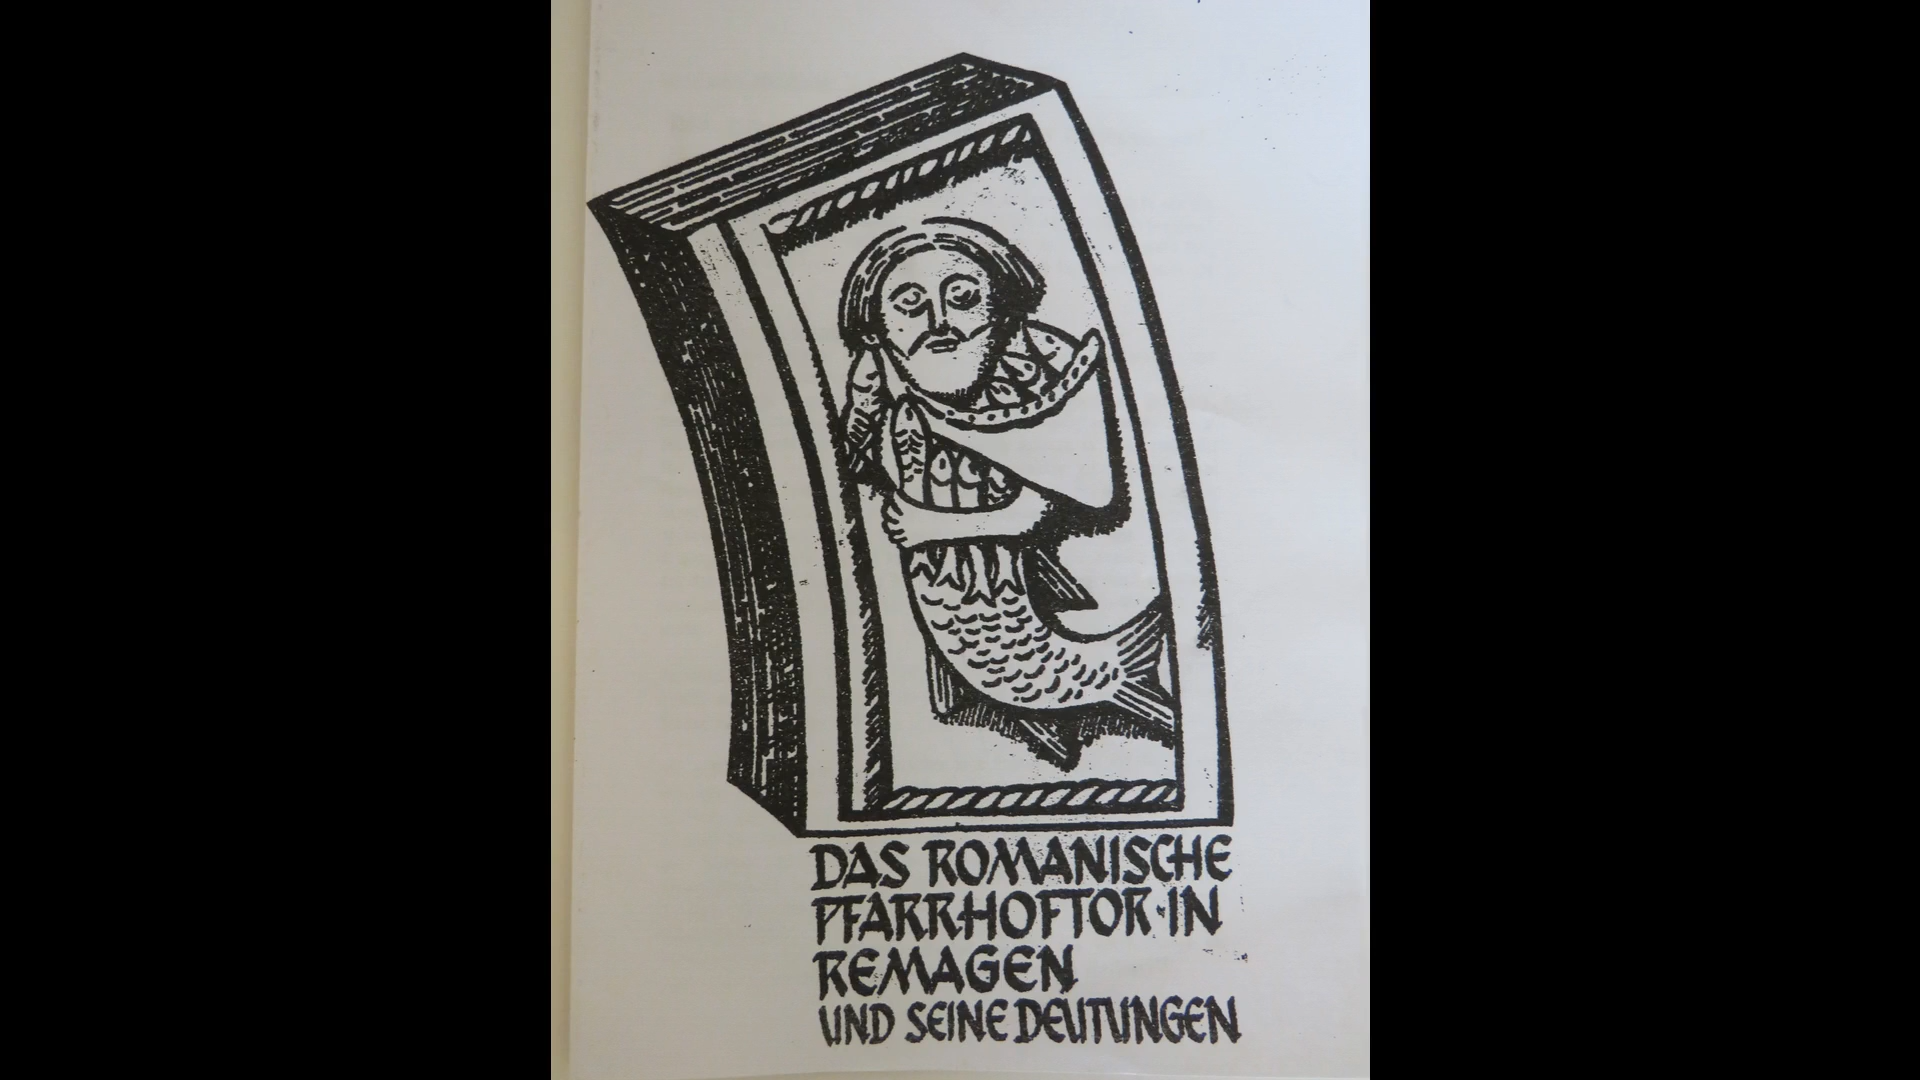 DAS ROMANISCHE
PFARRHOFTOR·IN
REMAGEN
UND SEINE DEUTUNGEN